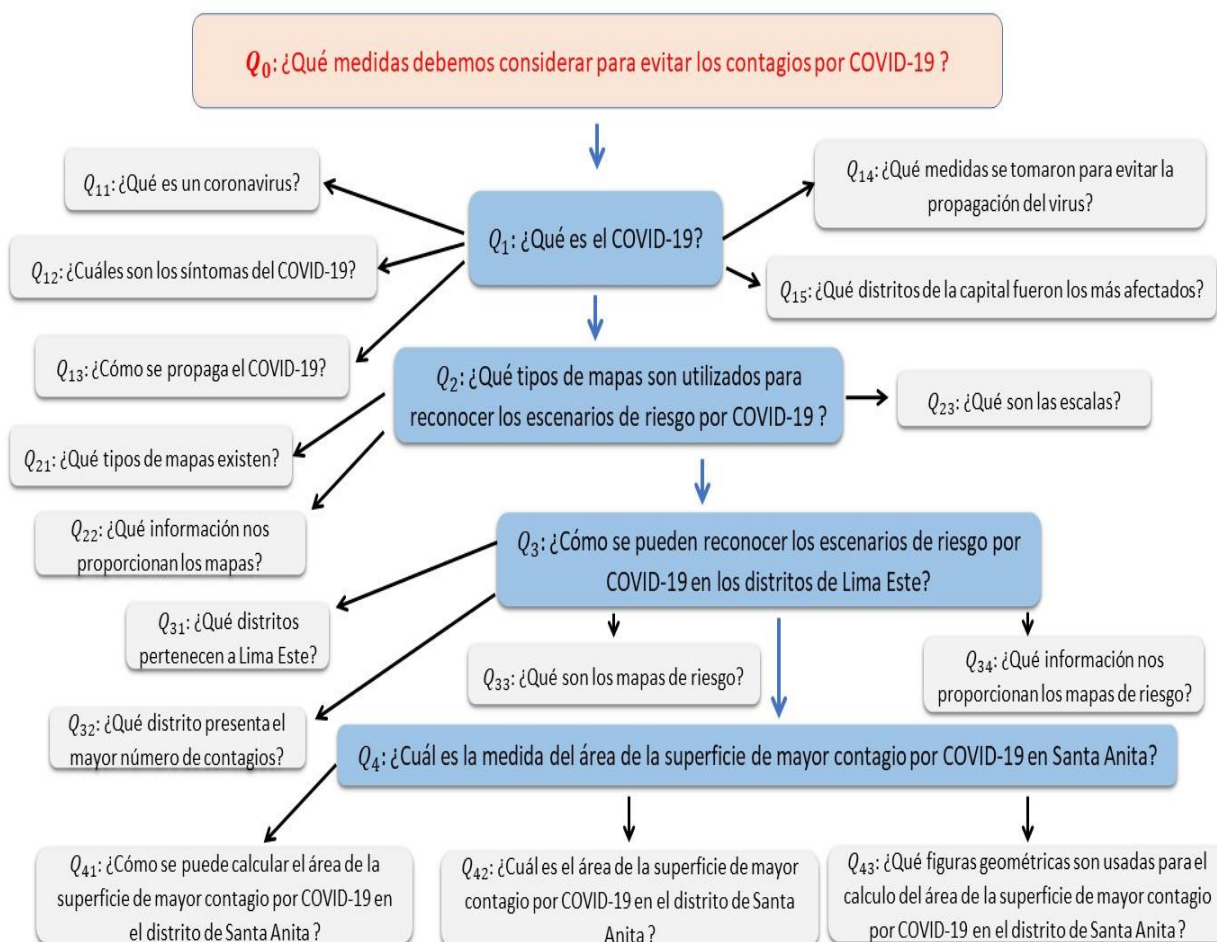 Q0: ¿Qué medidas debemos considerar para evitar los contagios por COVID-19 ?
Q11: ¿Qué es un coronavirus?
Q14: ¿Qué medidas se tomaron para evitar la
propagación del virus?
Q1: ¿Qué es el COVID-19?
Q12: ¿Cuáles son los síntomas del COVID-19?
Q15: ¿Qué distritos de la capital fueron los más afectados?
Q13: ¿Cómo se propaga el COVID-19?
Q2: ¿Qué tipos de mapas son utilizados para
reconocer los escenarios de riesgo por COVID-19 ?
Q23: ¿Qué son las escalas?
Q21: ¿Qué tipos de mapas existen?
Q22: ¿Qué información nos
proporcionan los mapas?
Q3: ¿Cómo se pueden reconocer los escenarios de riesgo por
COVID-19 en los distritos de Lima Este?
Q31: ¿Qué distritos
pertenecen a Lima Este?
Q33: ¿Qué son los mapas de riesgo?
Q34: ¿Qué información nos
proporcionan los mapas de riesgo?
Q32: ¿Qué distrito presenta el
mayor número de contagios?
Q4: ¿Cuál es la medida del área de la superficie de mayor contagio por COVID-19 en Santa Anita?
Q41: ¿Cómo se puede calcular el área de la
superficie de mayor contagio por COVID-19 en
el distrito de Santa Anita ?
Q42: ¿Cuál es el área de la superficie de mayor
contagio por COVID-19 en el distrito de Santa
Anita ?
Q43: ¿Qué figuras geométricas son usadas para el
calculo del área de la superficie de mayor contagio
por COVID-19 en el distrito de Santa Anita ?